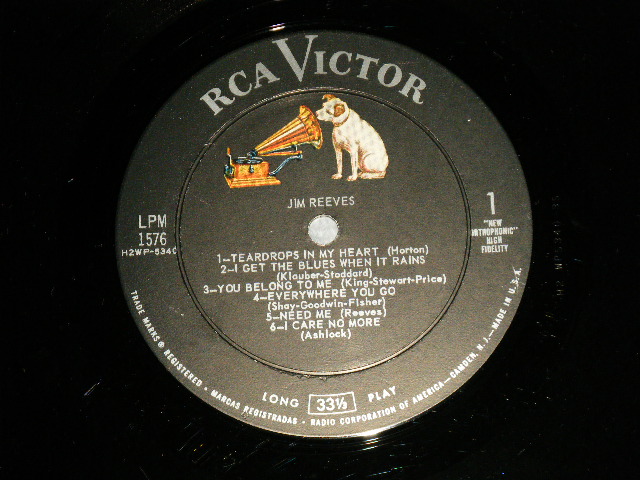 RCA VICTOR
JIM REEVES
LPM
1576
H2WP-5340
1
"NEW
ORTHOPHONIC"
HIGH
FIDELITY
1—TEARDROPS IN MY HEART (Horton)
2—I GET THE BLUES WHEN IT RAINS
(Klouber-Stoddard)
3—YOU BELONG TO ME (King-Stewart-Price)
4—EVERYWHERE YOU GO
(Shay-Goodwin-Fisher)
5—NEED ME (Reeves)
6—I CARE NO MORE
(Ashlock)
LONG 33⅓ PLAY
TRADE MARKS ® REGISTERED - MARCAS REGISTRADAS - RADIO CORPORATION OF AMERICA—CAMDEN, N.J.—MADE IN U.S.A.